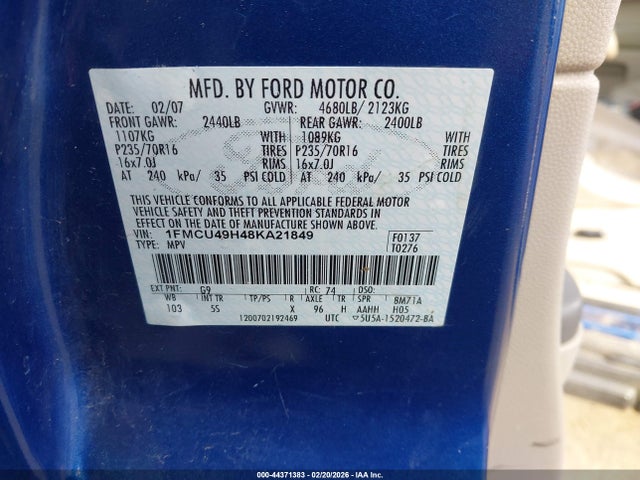 MFD. BY FORD MOTOR CO.
DATE: 02/07 GVWR: 4680LB/ 2123KG
FRONT GAWR: 2440LB REAR GAWR: 2400LB
1107KG WITH 1089KG WITH
P235/70R16 TIRES P235/70R16 TIRES
16x7.0J RIMS 16x7.0J RIMS
AT 240 kPa/ 35 PSI COLD AT 240 kPa/ 35 PSI COLD
THIS VEHICLE CONFORMS TO ALL APPLICABLE FEDERAL MOTOR
VEHICLE SAFETY AND THEFT PREVENTION STANDARDS IN
EFFECT ON THE DATE OF MANUFACTURE SHOWN ABOVE.
VIN: 1FMCU49H48KA21849 F0137
TYPE: MPV T0276
EXT PNT: G9 RC: 74 DSO:
WB INT TR TP/PS R AXLE TR SPR BM71A
103 5S X 96 H AAHH H05
1200702192469 UTC 5U5A-1520472-BA
000-44371383 - 02/20/2026 - IAA Inc.